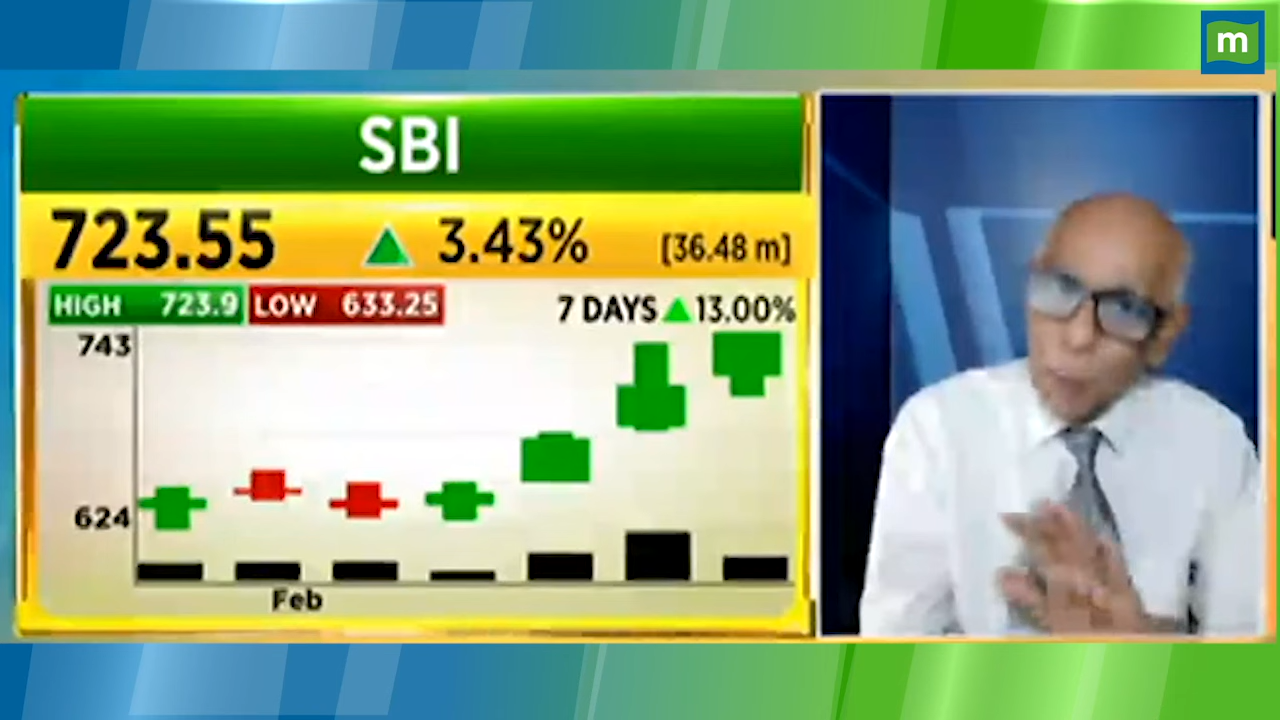 m
SBI
723.55 ▲ 3.43% [36.48 m]
HIGH 723.9 LOW 633.25 7 DAYS ▲ 13.00%
743
624
Feb